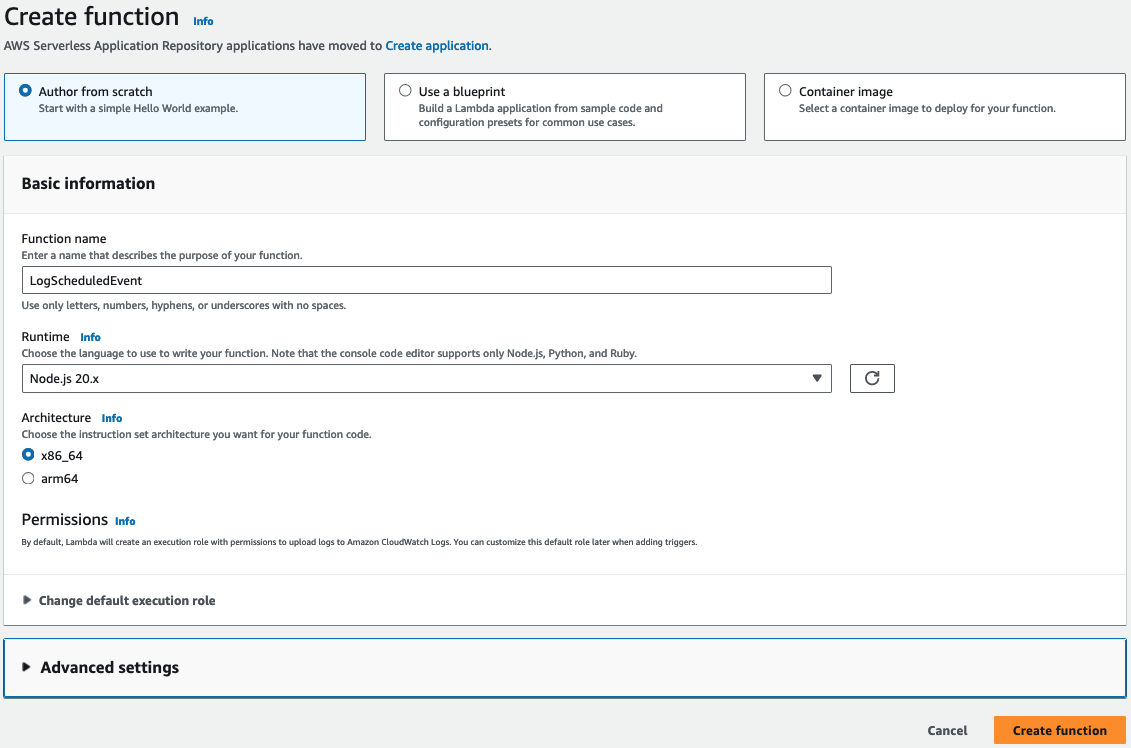 Create function Info
AWS Serverless Application Repository applications have moved to Create application.
Author from scratch
Start with a simple Hello World example.
Use a blueprint
Build a Lambda application from sample code and
configuration presets for common use cases.
Container image
Select a container image to deploy for your function.
Basic information
Function name
Enter a name that describes the purpose of your function.
LogScheduledEvent
Use only letters, numbers, hyphens, or underscores with no spaces.
Runtime Info
Choose the language to use to write your function. Note that the console code editor supports only Node.js, Python, and Ruby.
Node.js 20.x
Architecture Info
Choose the instruction set architecture you want for your function code.
x86_64
arm64
Permissions Info
By default, Lambda will create an execution role with permissions to upload logs to Amazon CloudWatch Logs. You can customize this default role later when adding triggers.
Change default execution role
Advanced settings
Cancel Create function